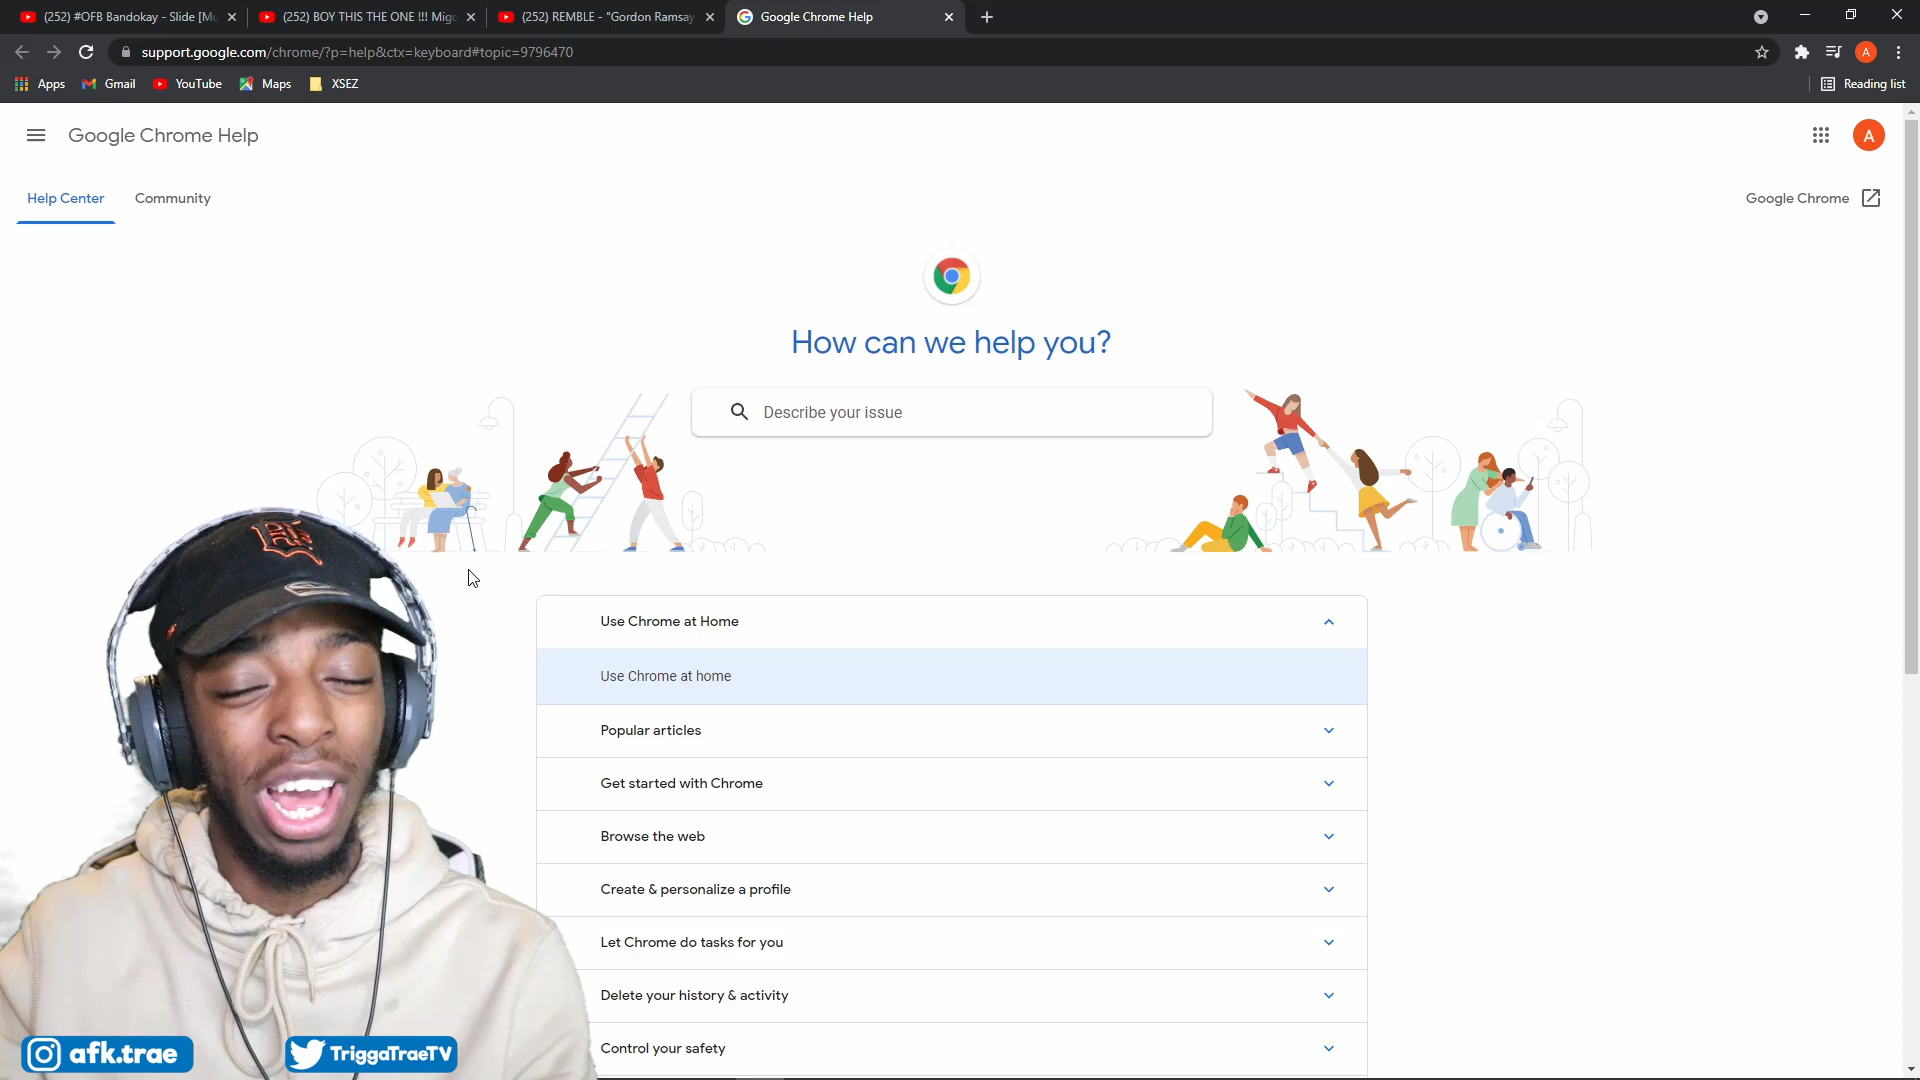 (252) #OFB Bandokay - Slide [Mu
(252) BOY THIS THE ONE !!! Migo
(252) REMBLE - "Gordon Ramsay
Google Chrome Help
support.google.com/chrome/?p=help&ctx=keyboard#topic=9796470
A
Apps
Gmail
YouTube
Maps
XSEZ
Reading list
Google Chrome Help
A
Help Center
Community
Google Chrome
How can we help you?
Describe your issue
Use Chrome at Home
Use Chrome at home
Popular articles
Get started with Chrome
Browse the web
Create & personalize a profile
Let Chrome do tasks for you
Delete your history & activity
Control your safety
afk.trae
TriggaTraeTV